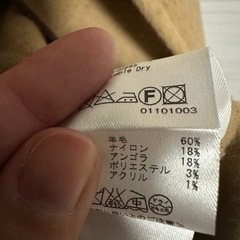 Dry
F
01101003
羊毛 60%
ナイロン 18%
アンゴラ 18%
ポリエステル 3%
アクリル 1%